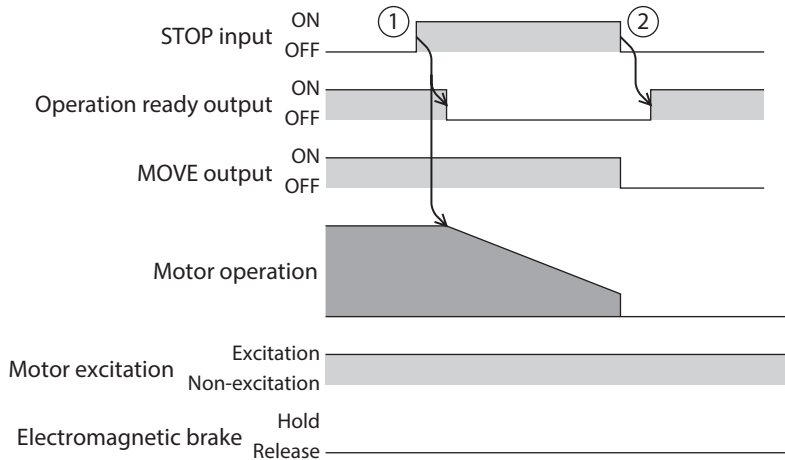 ① ②
STOP input ON
OFF
Operation ready output ON
OFF
MOVE output ON
OFF
Motor operation
Motor excitation Excitation
Non-excitation
Electromagnetic brake Hold
Release